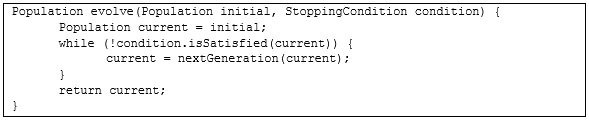 Population evolve(Population initial, StoppingCondition condition) {
Population current = initial;
while (!condition.isSatisfied(current)) {
current = nextGeneration(current);
}
return current;
}